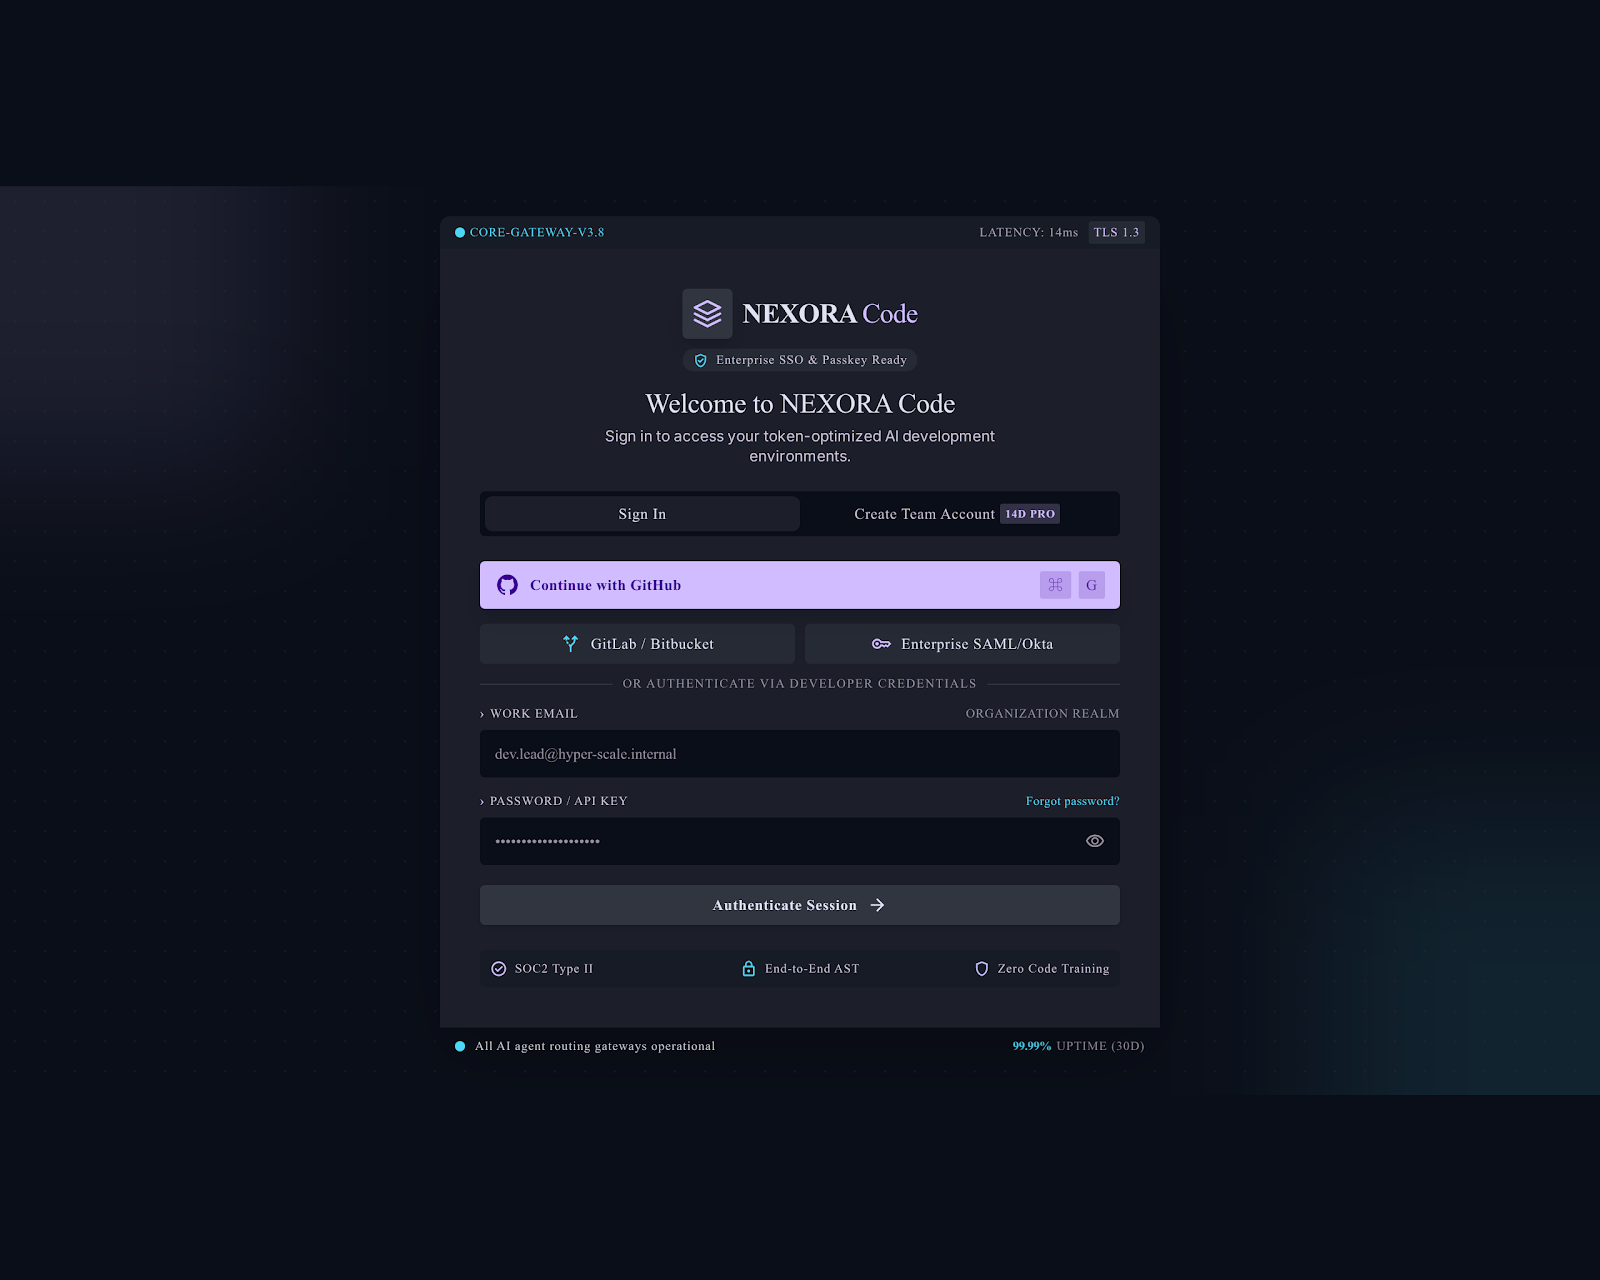 CORE-GATEWAY-V3.8
LATENCY: 14ms TLS 1.3
NEXORA Code
Enterprise SSO & Passkey Ready
Welcome to NEXORA Code
Sign in to access your token-optimized AI development
environments.
Sign In
Create Team Account 14D PRO
Continue with GitHub ⌘ G
GitLab / Bitbucket
Enterprise SAML/Okta
OR AUTHENTICATE VIA DEVELOPER CREDENTIALS
› WORK EMAIL
ORGANIZATION REALM
dev.lead@hyper-scale.internal
› PASSWORD / API KEY
Forgot password?
••••••••••••••••••••
Authenticate Session →
SOC2 Type II
End-to-End AST
Zero Code Training
All AI agent routing gateways operational
99.99% UPTIME (30D)